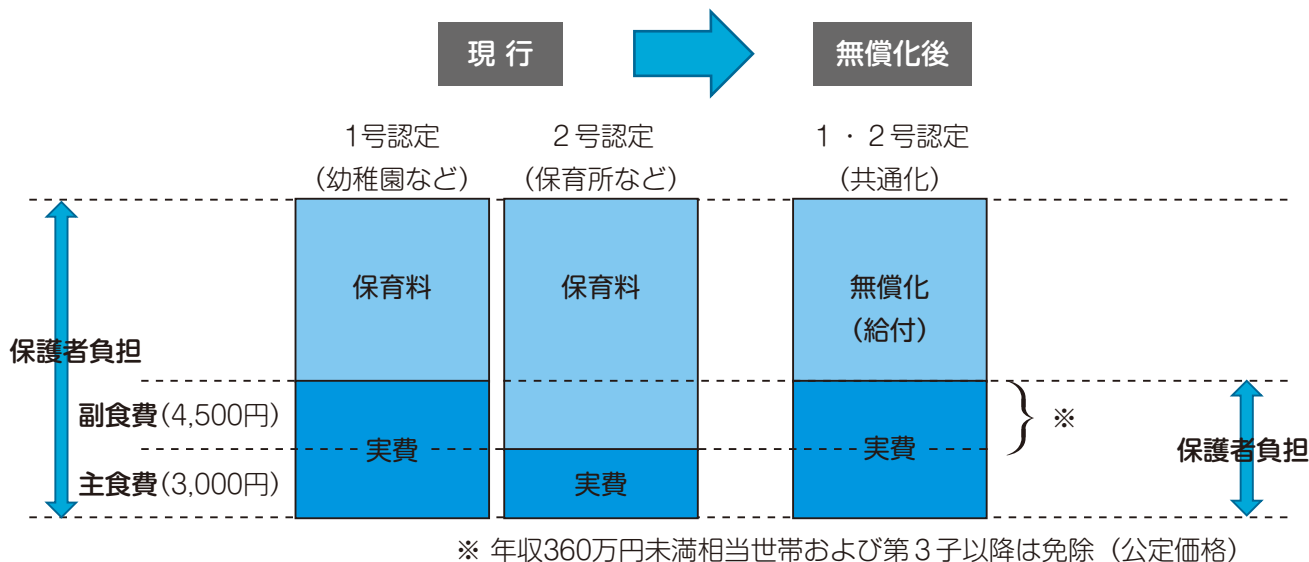 現 行
無償化後
1号認定
(幼稚園など)
２号認定
(保育所など)
１・２号認定
(共通化)
保育料
保育料
無償化
(給付)
保護者負担
副食費(4,500円)
主食費(3,000円)
実費
実費
実費
※
保護者負担
※ 年収360万円未満相当世帯および第３子以降は免除（公定価格）